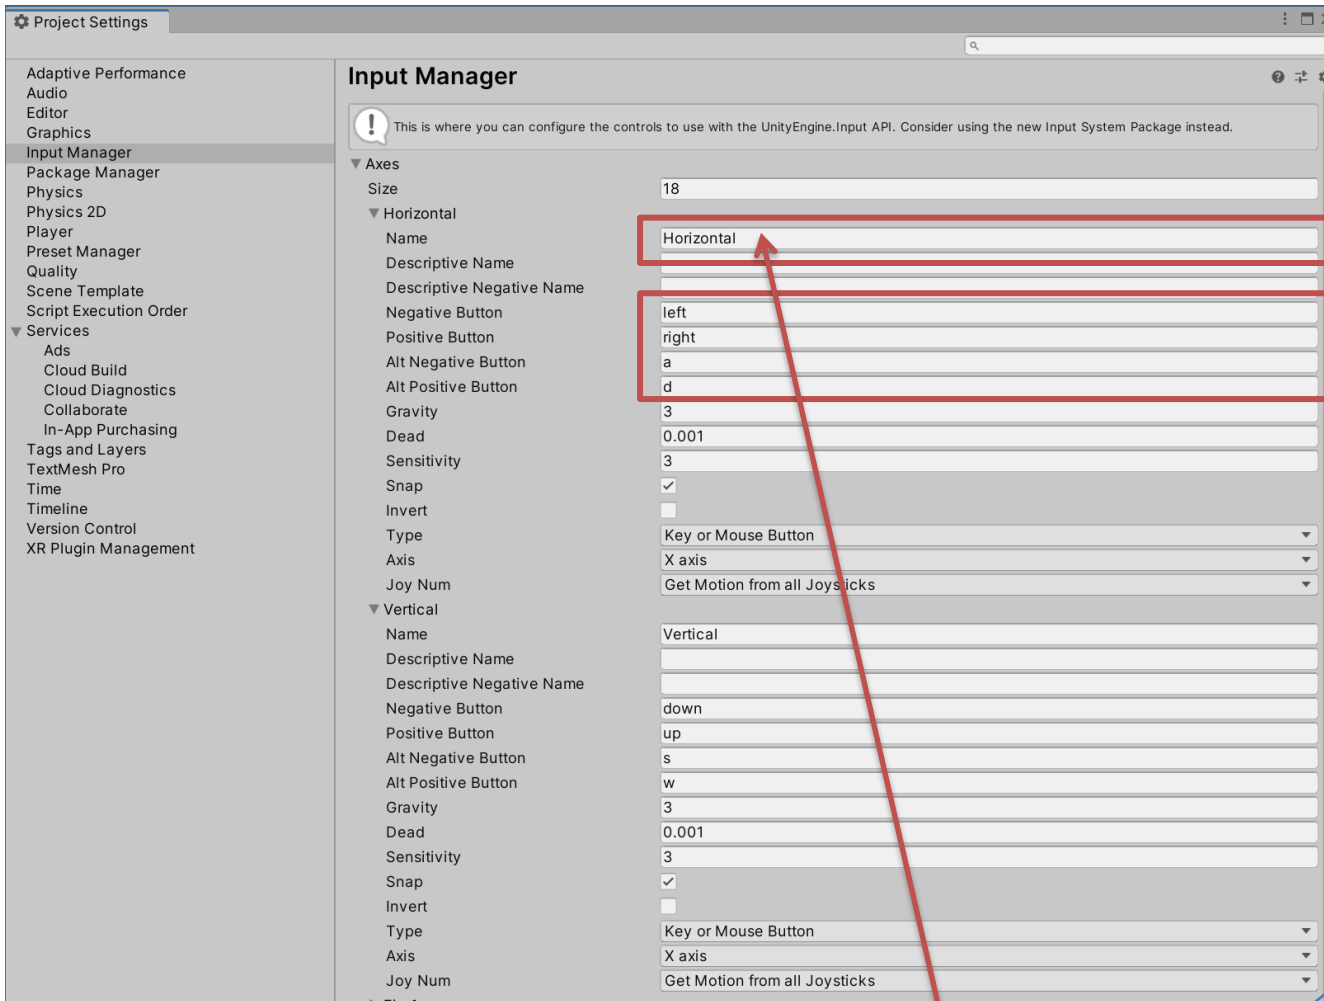 Project Settings
Adaptive Performance
Audio
Editor
Graphics
Input Manager
Package Manager
Physics
Physics 2D
Player
Preset Manager
Quality
Scene Template
Script Execution Order
Services
Ads
Cloud Build
Cloud Diagnostics
Collaborate
In-App Purchasing
Tags and Layers
TextMesh Pro
Time
Timeline
Version Control
XR Plugin Management
Input Manager
This is where you can configure the controls to use with the UnityEngine.Input API. Consider using the new Input System Package instead.
Axes
Size 18
Horizontal
Name Horizontal
Descriptive Name
Descriptive Negative Name
Negative Button left
Positive Button right
Alt Negative Button a
Alt Positive Button d
Gravity 3
Dead 0.001
Sensitivity 3
Snap
Invert
Type Key or Mouse Button
Axis X axis
Joy Num Get Motion from all Joysticks
Vertical
Name Vertical
Descriptive Name
Descriptive Negative Name
Negative Button down
Positive Button up
Alt Negative Button s
Alt Positive Button w
Gravity 3
Dead 0.001
Sensitivity 3
Snap
Invert
Type Key or Mouse Button
Axis X axis
Joy Num Get Motion from all Joysticks